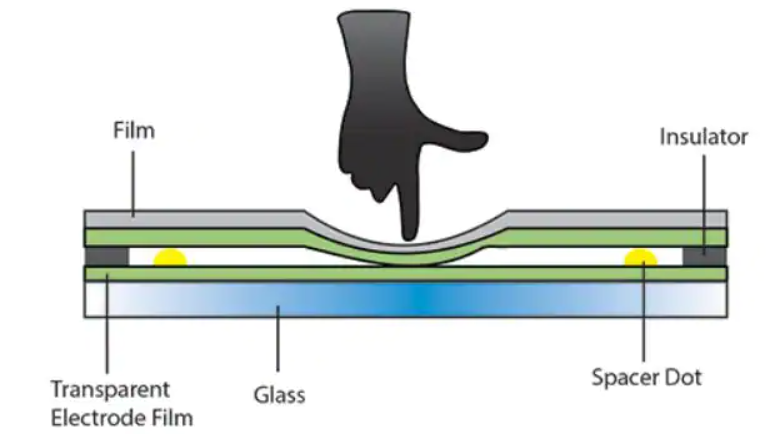 Film
Insulator
Transparent
Electrode Film
Glass
Spacer Dot